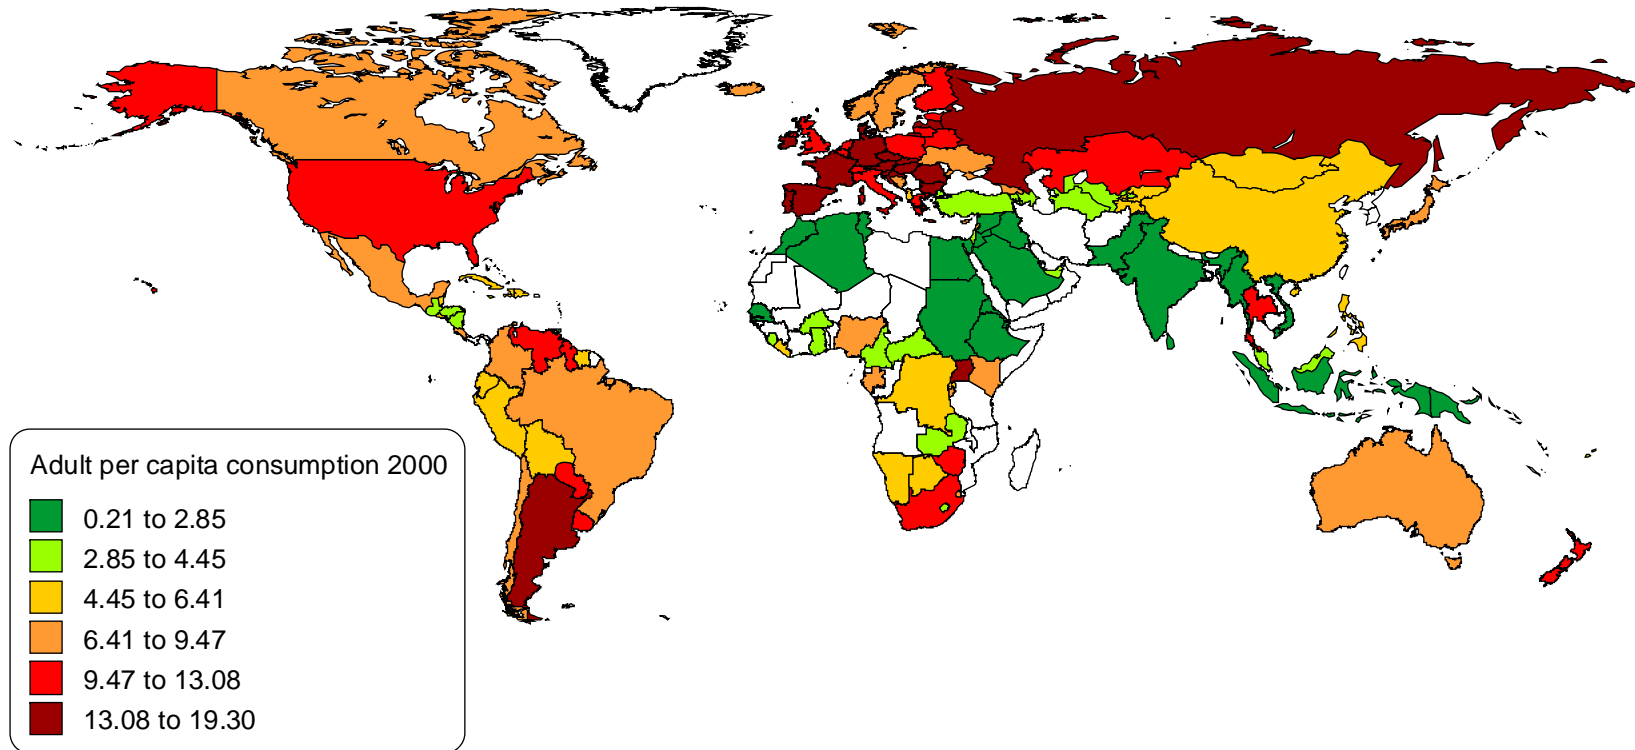 Adult per capita consumption 2000
0.21 to 2.85
2.85 to 4.45
4.45 to 6.41
6.41 to 9.47
9.47 to 13.08
13.08 to 19.30